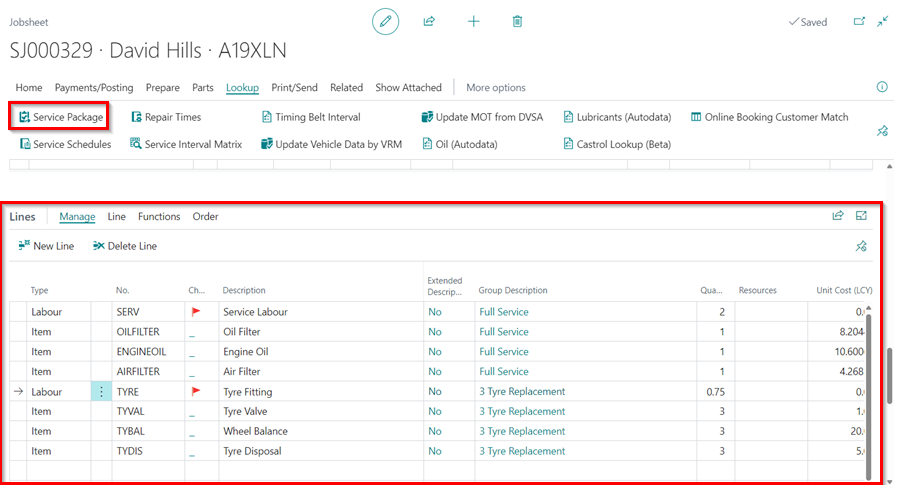 Jobsheet
Saved
SJ000329 · David Hills · A19XLN
Home Payments/Posting Prepare Parts Lookup Print/Send Related Show Attached More options
Service Package Repair Times Timing Belt Interval Update MOT from DVSA Lubricants (Autodata) Online Booking Customer Match
Service Schedules Service Interval Matrix Update Vehicle Data by VRM Oil (Autodata) Castrol Lookup (Beta)
Lines Manage Line Functions Order
New Line Delete Line
Type No. Ch... Description Extended Descrip... Group Description Qua... Resources Unit Cost (LCY)
Labour SERV Service Labour No Full Service 2 0.
Item OILFILTER _ Oil Filter No Full Service 1 8.204
Item ENGINEOIL _ Engine Oil No Full Service 1 10.600
Item AIRFILTER _ Air Filter No Full Service 1 4.268
Labour TYRE Tyre Fitting No 3 Tyre Replacement 0.75 0.
Item TYVAL _ Tyre Valve No 3 Tyre Replacement 3 1.
Item TYBAL _ Wheel Balance No 3 Tyre Replacement 3 20.
Item TYDIS _ Tyre Disposal No 3 Tyre Replacement 3 5.